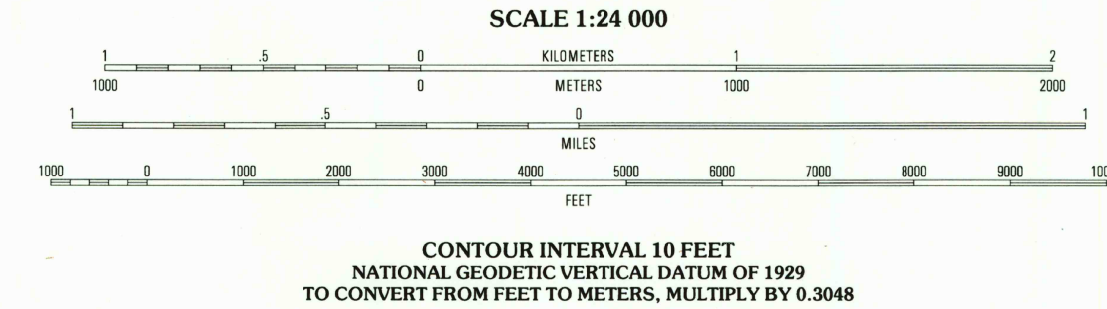 SCALE 1:24 000
1 .5 0 KILOMETERS 1 2
1000 0 METERS 1000 2000
1 .5 0 1
MILES
1000 0 1000 2000 3000 4000 5000 6000 7000 8000 9000 100
FEET
CONTOUR INTERVAL 10 FEET
NATIONAL GEODETIC VERTICAL DATUM OF 1929
TO CONVERT FROM FEET TO METERS, MULTIPLY BY 0.3048